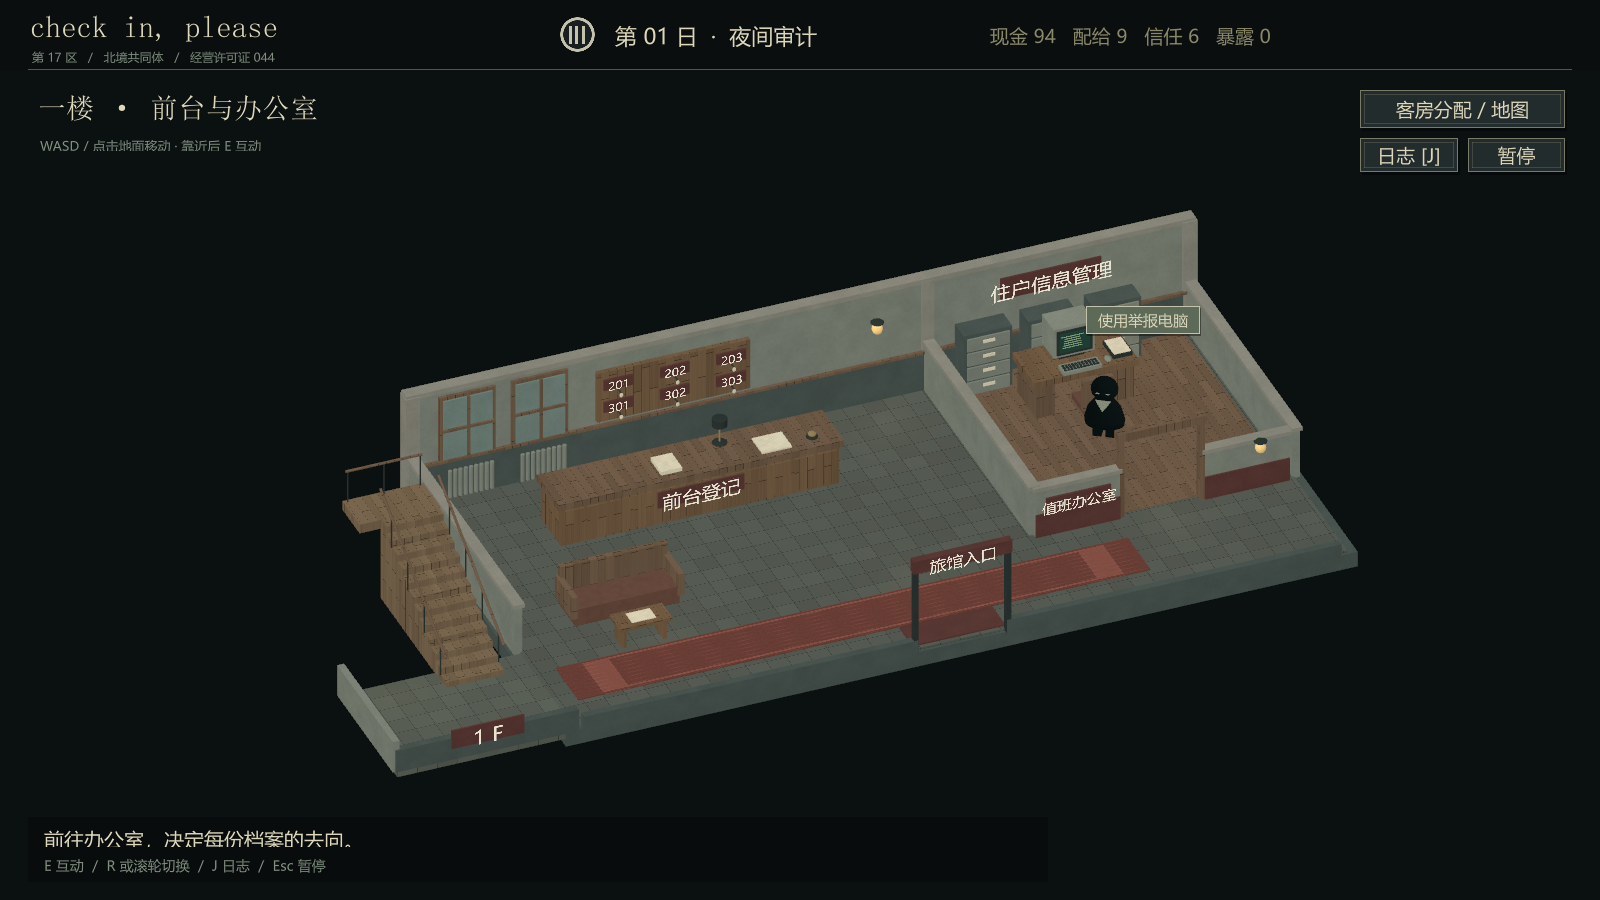 check in, please
第 17 区 / 北境共同体 / 经营许可证 044
第 01 日 · 夜间审计
现金 94 配给 9 信任 6 暴露 0
一楼 · 前台与办公室
WASD / 点击地面移动 · 靠近后 E 互动
客房分配 / 地图
日志 [J]
暂停
住户信息管理
使用举报电脑
201 202 203
301 302 303
前台登记
值班办公室
旅馆入口
1 F
前往办公室，决定每份档案的去向。
E 互动 / R 或滚轮切换 / J 日志 / Esc 暂停